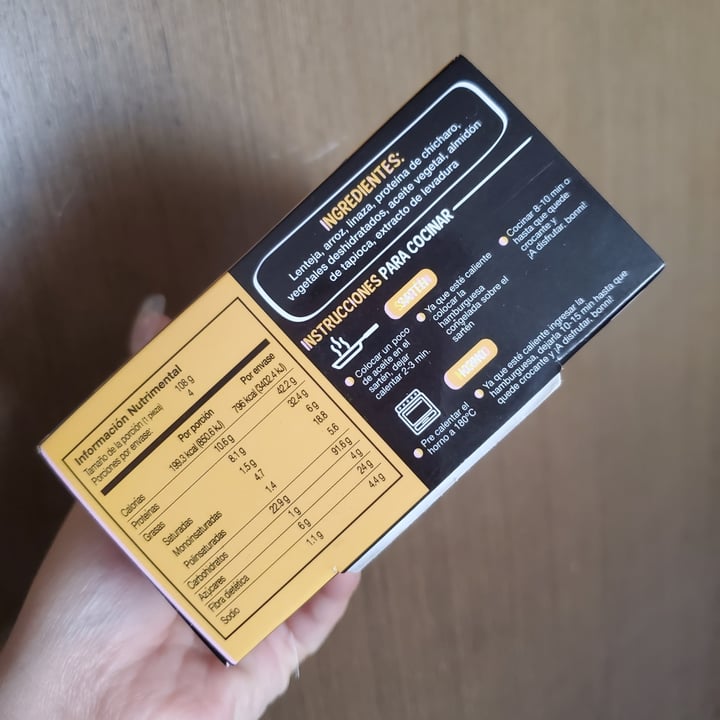 INGREDIENTES:
Lenteja, arroz, linaza, proteína de chícharo,
vegetales deshidratados, aceite vegetal, almidón
de tapioca, extracto de levadura
INSTRUCCIONES PARA COCINAR
SARTÉN:
Colocar un poco
de aceite en el
sartén, dejar
calentar 2-3 min.
Ya que esté caliente
colocar la
hamburguesa
congelada sobre el
sartén
Cocinar 8-10 min o
hasta que quede
crocante y
¡A disfrutar, bonni!
HORNO:
Pre calentar el
horno a 180°C
Ya que esté caliente ingresar la
hamburguesa, dejarla 10-15 min hasta que
quede crocante y ¡A disfrutar, bonni!
Información Nutrimental
Tamaño de la porción (1 pieza) 108 g
Porciones por envase: 4
Por porción Por envase
Calorías 199.3 kcal (850.6 kJ) 796 kcal (3402.4 kJ)
Proteínas 10.6 g 42.2 g
Grasas 8.1 g 32.4 g
Saturadas 1.5 g 6 g
Monoinsaturadas 4.7 18.8
Polinsaturadas 1.4 5.6
Carbohidratos 22.9 g 91.6 g
Azúcares 1 g 4 g
Fibra dietética 6 g 24 g
Sodio 1.1 g 4.4 g